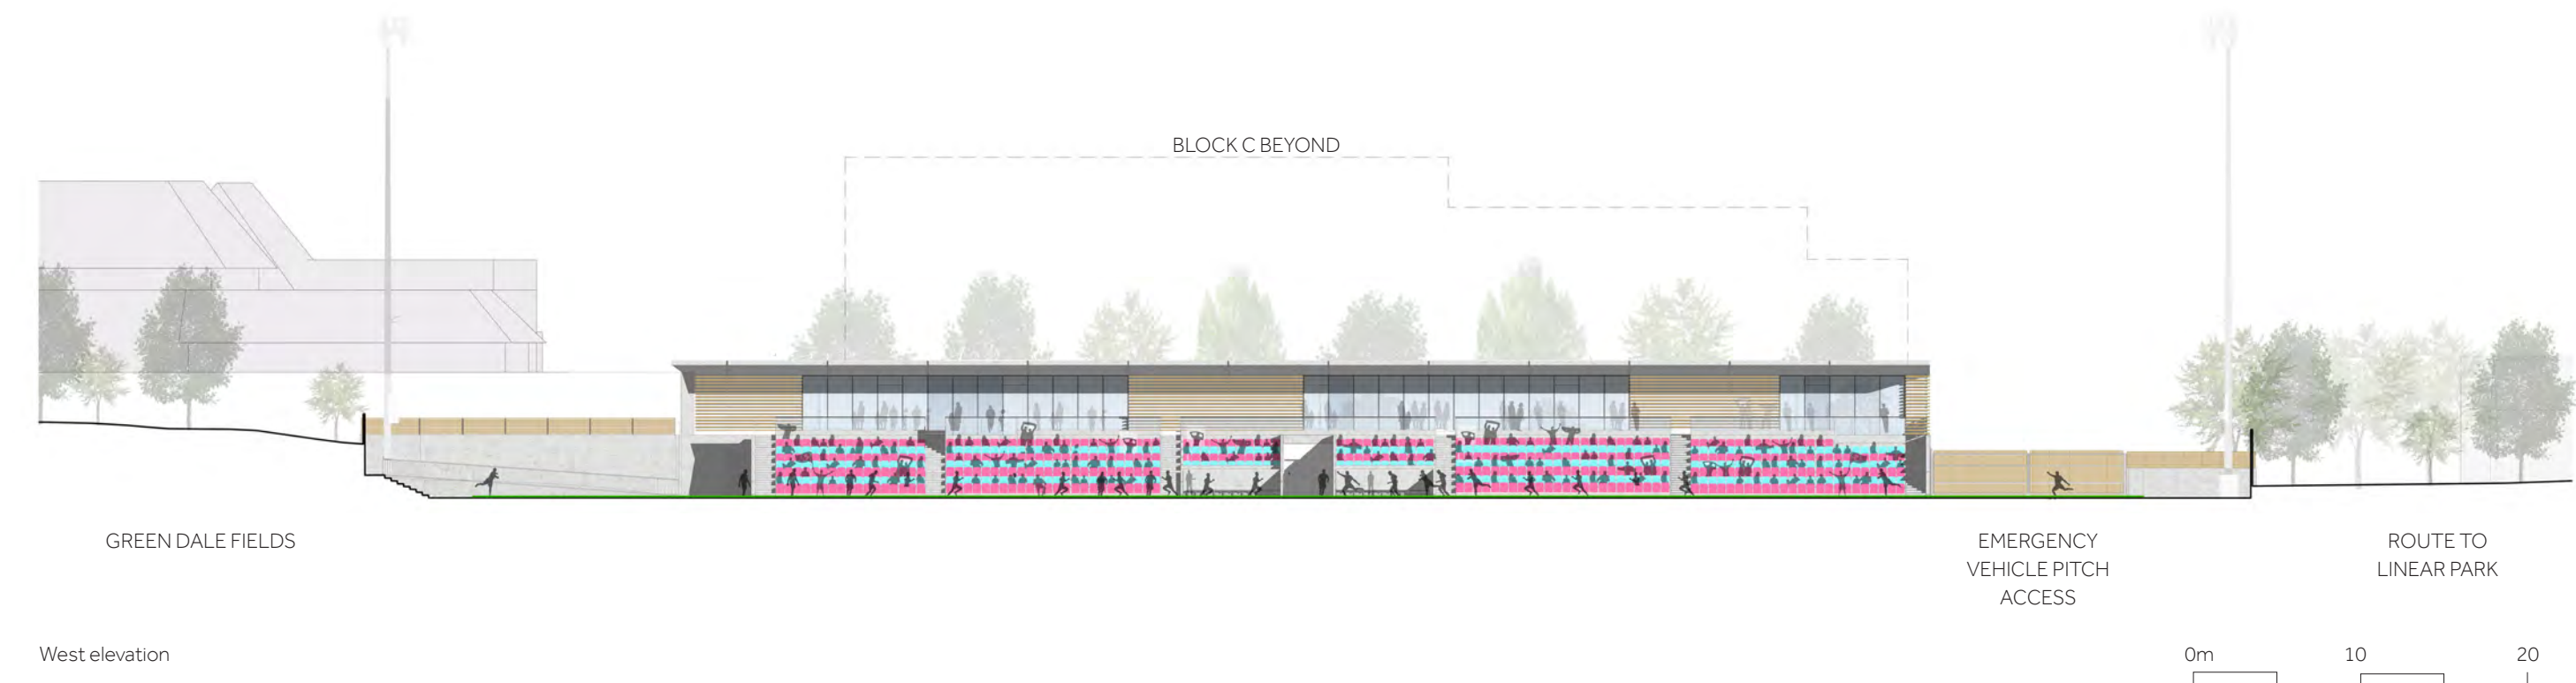 BLOCK C BEYOND
GREEN DALE FIELDS
EMERGENCY
VEHICLE PITCH
ACCESS
ROUTE TO
LINEAR PARK
West elevation
0m 10 20